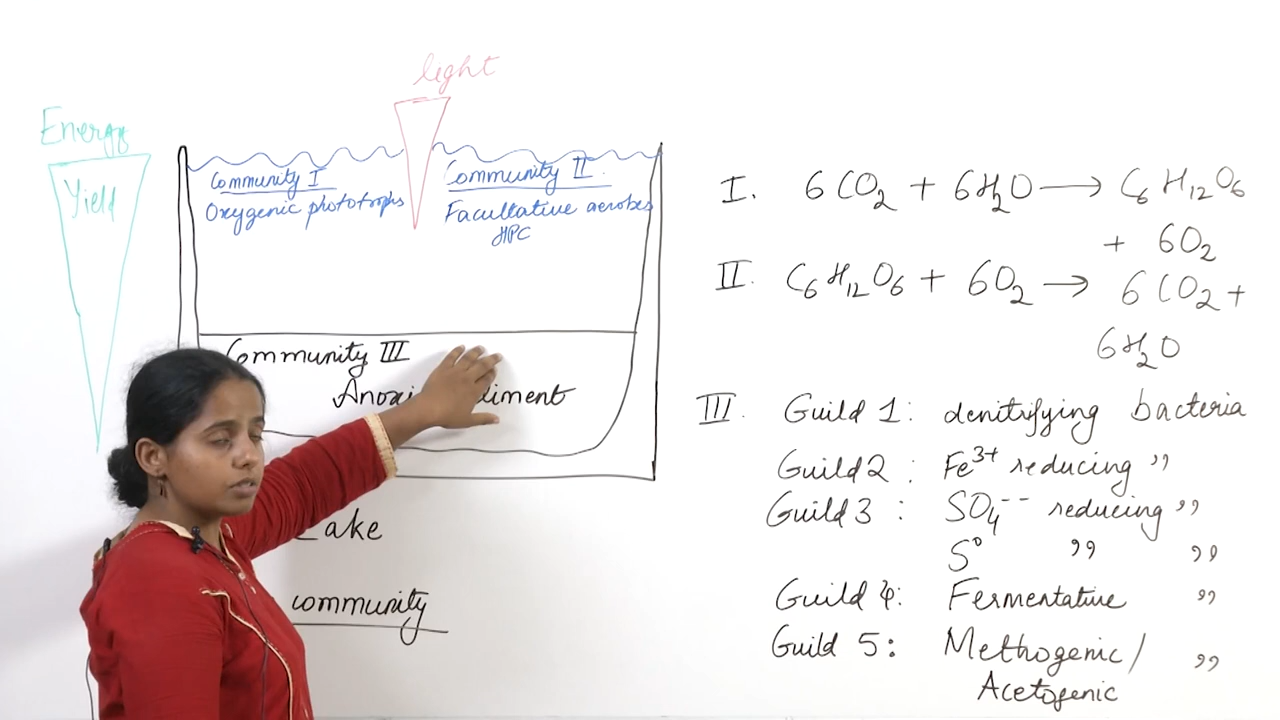 light
Energy
Yield
Community I
Oxygenic phototrophs
Community II.
Facultative aerobes
HPC
Community III
Lake
community
I. 6CO2 + 6H2O → C6H12O6
+ 6O2
II. C6H12O6 + 6O2 → 6CO2 +
6H2O
III. Guild 1: denitrifying bacteria
Guild 2: Fe3+ reducing ”
Guild 3: SO4-- reducing ”
S° ” ”
Guild 4: Fermentative ”
Guild 5: Methogenic/ ”
Acetogenic